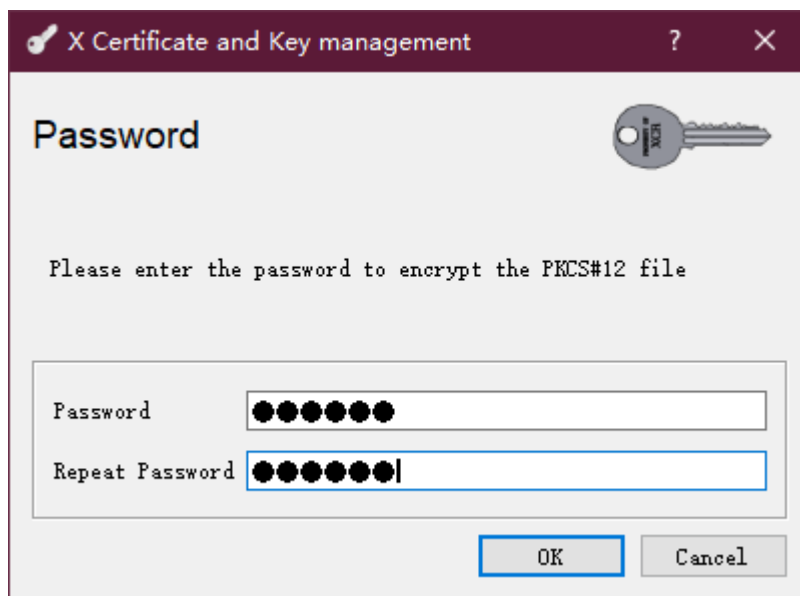 X Certificate and Key management
Password
Please enter the password to encrypt the PKCS#12 file
Password
Repeat Password
OK
Cancel